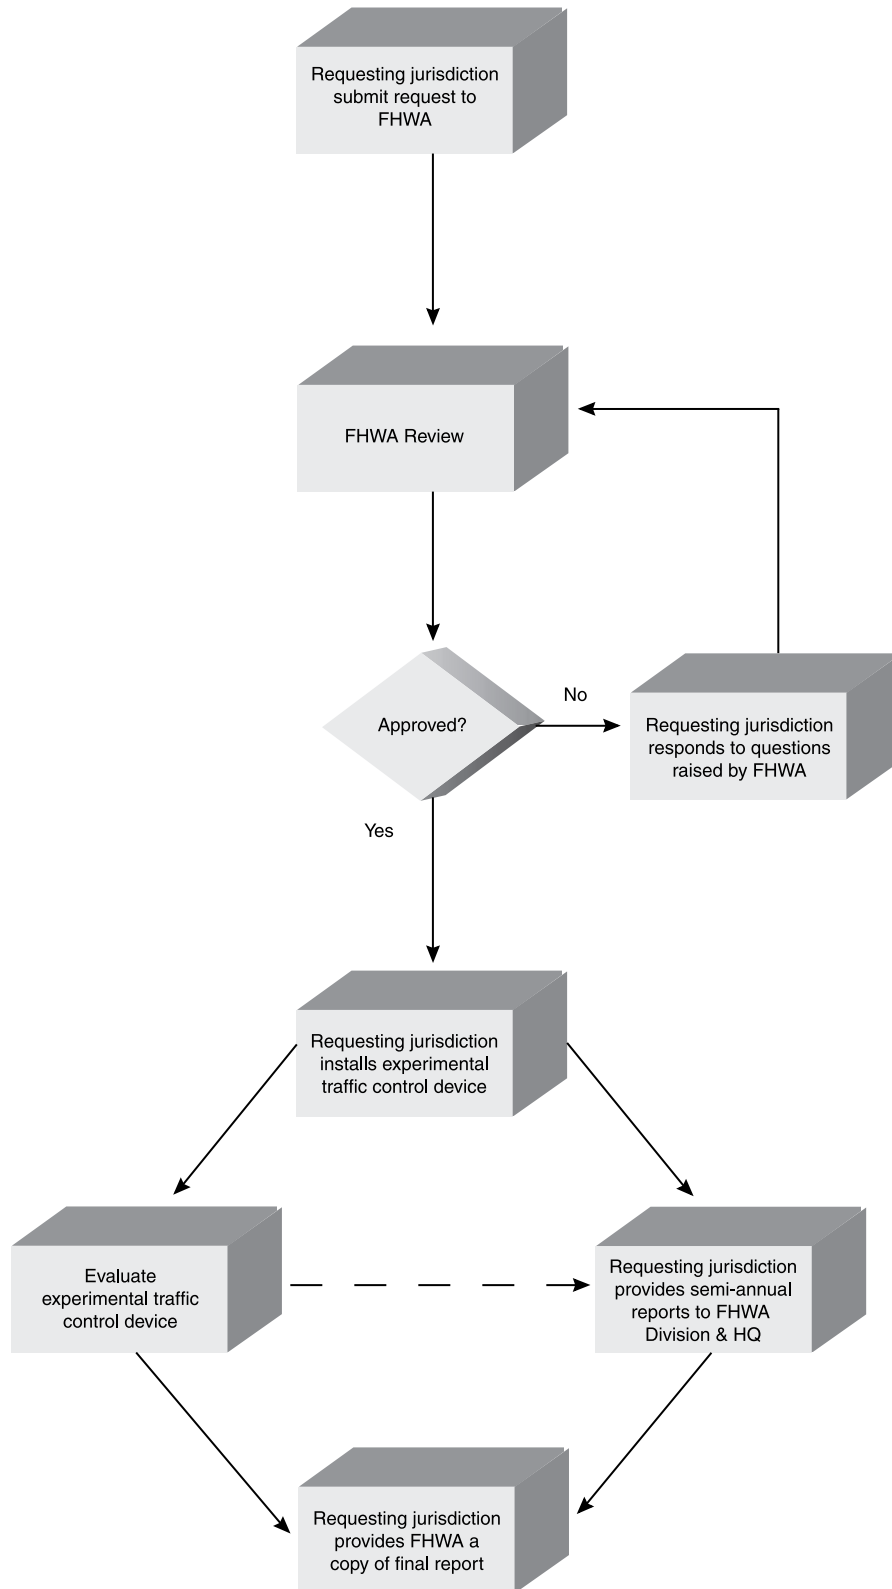 Requesting jurisdiction
submit request to
FHWA
FHWA Review
Approved?
No
Requesting jurisdiction
responds to questions
raised by FHWA
Yes
Requesting jurisdiction
installs experimental
traffic control device
Evaluate
experimental traffic
control device
Requesting jurisdiction
provides semi-annual
reports to FHWA
Division & HQ
Requesting jurisdiction
provides FHWA a
copy of final report